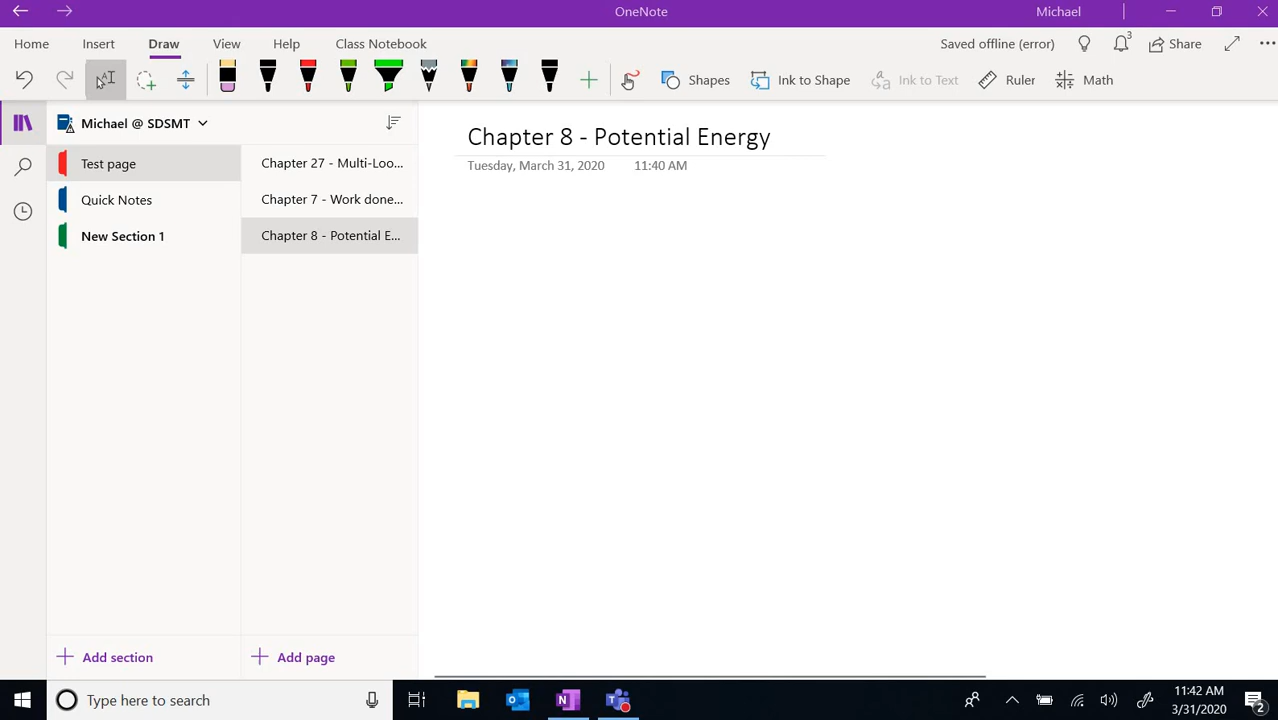 OneNote
Michael
Home Insert Draw View Help Class Notebook
Saved offline (error) 3 Share
Shapes Ink to Shape Ink to Text Ruler Math
Michael @ SDSMT
Test page
Quick Notes
New Section 1
Chapter 27 - Multi-Loo...
Chapter 7 - Work done...
Chapter 8 - Potential E...
Chapter 8 - Potential Energy
Tuesday, March 31, 2020 11:40 AM
Add section
Add page
Type here to search
11:42 AM
3/31/2020
2